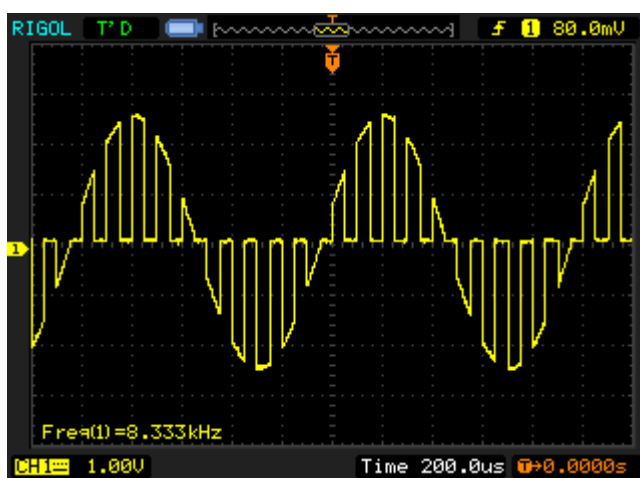 RIGOL T'D T f 1 80.0mV
T
1
Freq(1)=8.333kHz
CH1 1.00V Time 200.0us T→0.0000s